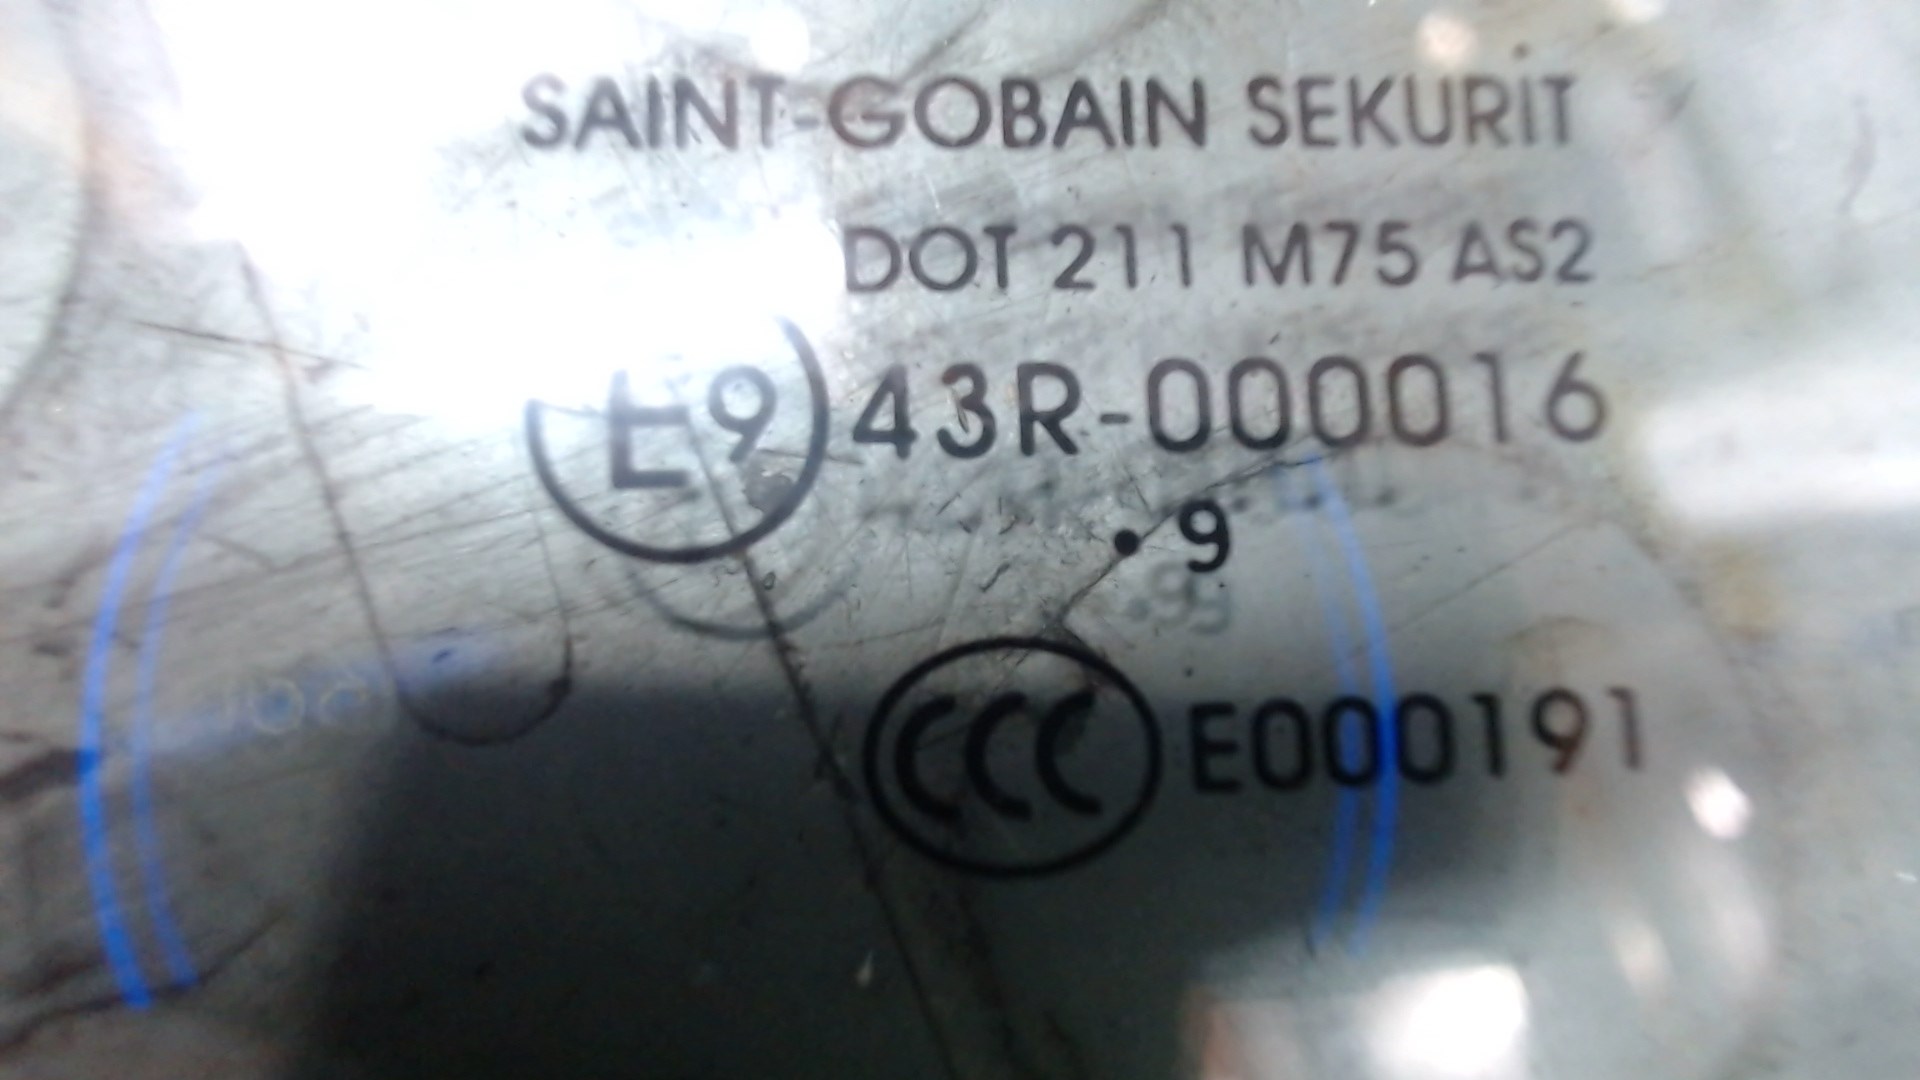 SAINT-GOBAIN SEKURIT
DOT 211 M75 AS2
E9 43R-000016
. 9
CCC E000191